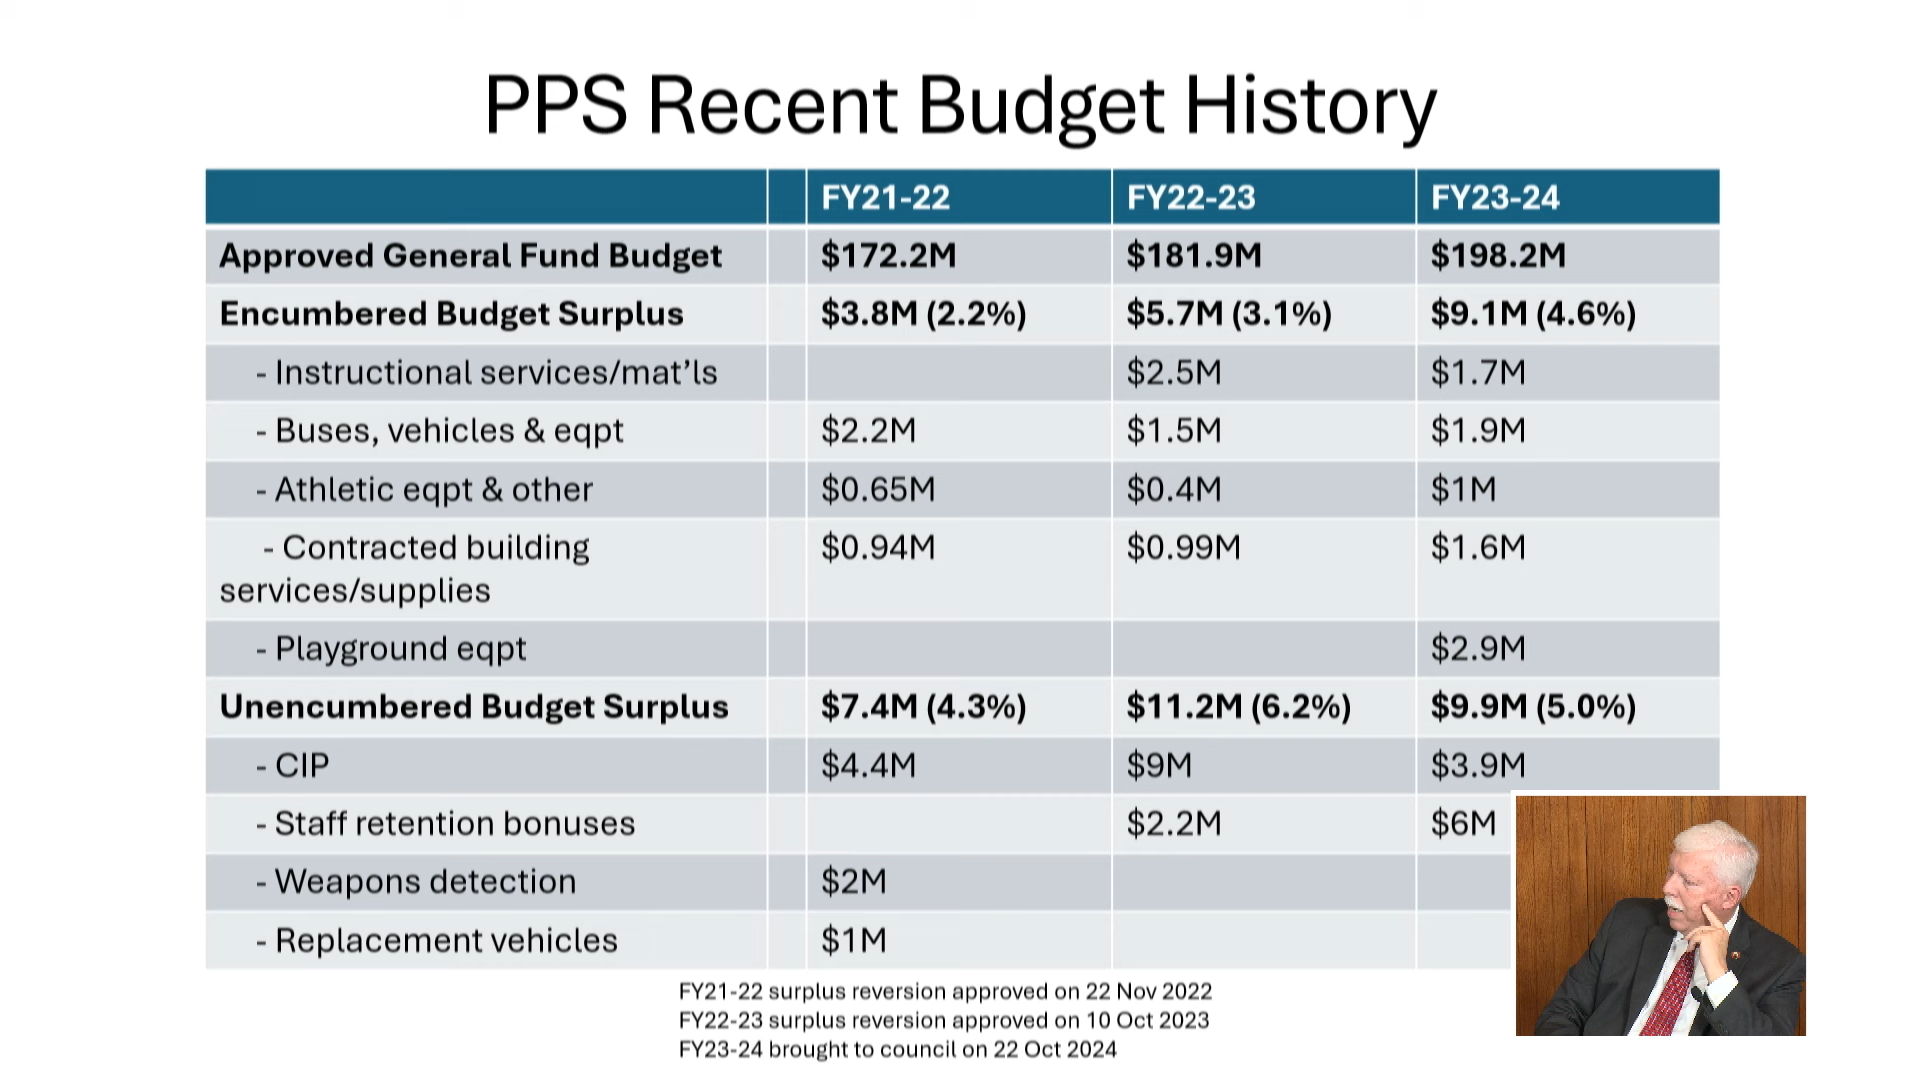 PPS Recent Budget History
FY21-22 FY22-23 FY23-24
Approved General Fund Budget $172.2M $181.9M $198.2M
Encumbered Budget Surplus $3.8M (2.2%) $5.7M (3.1%) $9.1M (4.6%)
- Instructional services/mat’ls $2.5M $1.7M
- Buses, vehicles & eqpt $2.2M $1.5M $1.9M
- Athletic eqpt & other $0.65M $0.4M $1M
- Contracted building $0.94M $0.99M $1.6M
services/supplies
- Playground eqpt $2.9M
Unencumbered Budget Surplus $7.4M (4.3%) $11.2M (6.2%) $9.9M (5.0%)
- CIP $4.4M $9M $3.9M
- Staff retention bonuses $2.2M $6M
- Weapons detection $2M
- Replacement vehicles $1M
FY21-22 surplus reversion approved on 22 Nov 2022
FY22-23 surplus reversion approved on 10 Oct 2023
FY23-24 brought to council on 22 Oct 2024